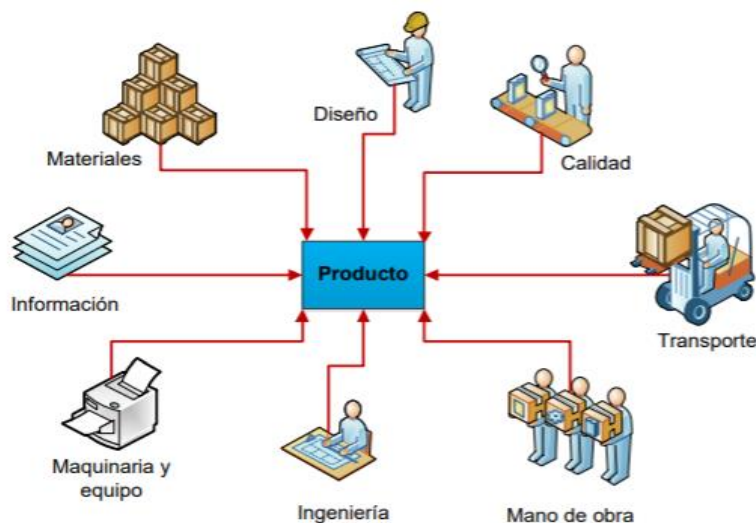 Diseño
Materiales
Calidad
Producto
Información
Transporte
Maquinaria y
equipo
Ingeniería
Mano de obra